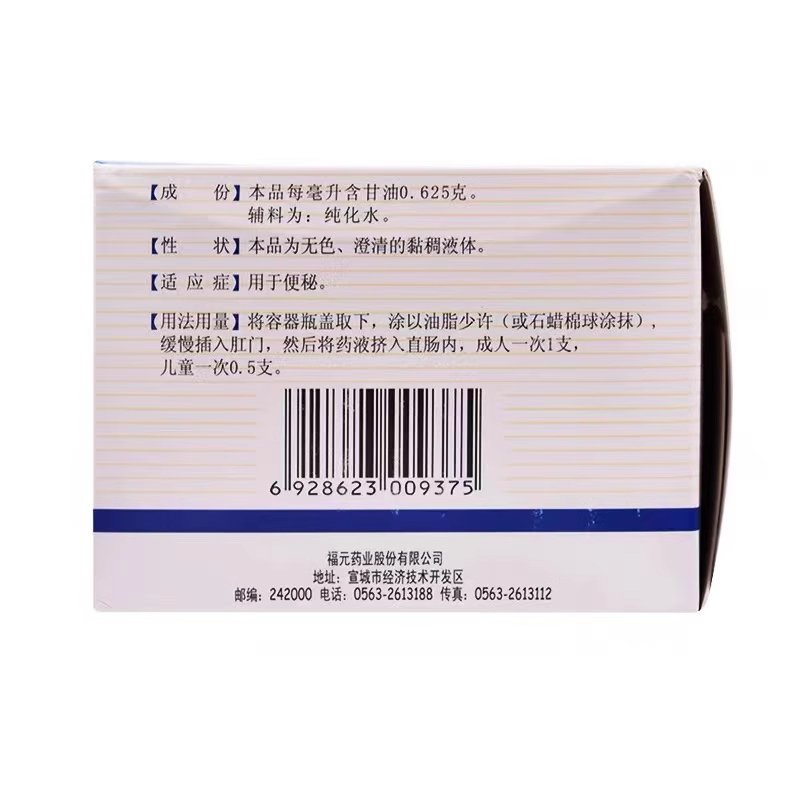 【成 份】本品每毫升含甘油0.625克。
辅料为：纯化水。
【性 状】本品为无色、澄清的黏稠液体。
【适应症】用于便秘。
【用法用量】将容器瓶盖取下，涂以油脂少许（或石蜡棉球涂抹），
缓慢插入肛门，然后将药液挤入直肠内，成人一次1支，
儿童一次0.5支。
6 928623 009375
福元药业股份有限公司
地址：宣城市经济技术开发区
邮编：242000 电话：0563-2613188 传真：0563-2613112